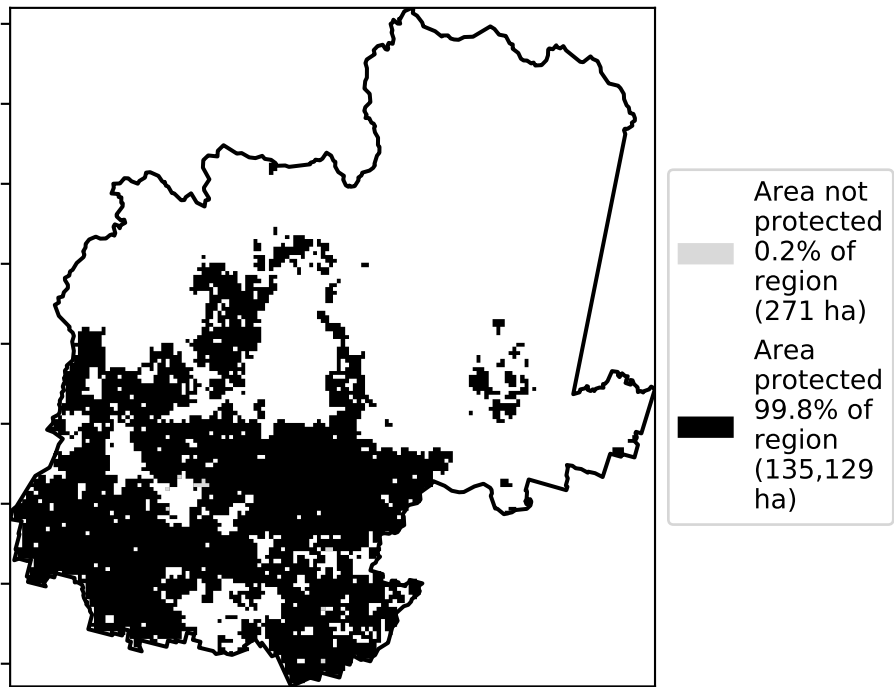 Area not
protected
0.2% of
region
(271 ha)
Area
protected
99.8% of
region
(135,129
ha)